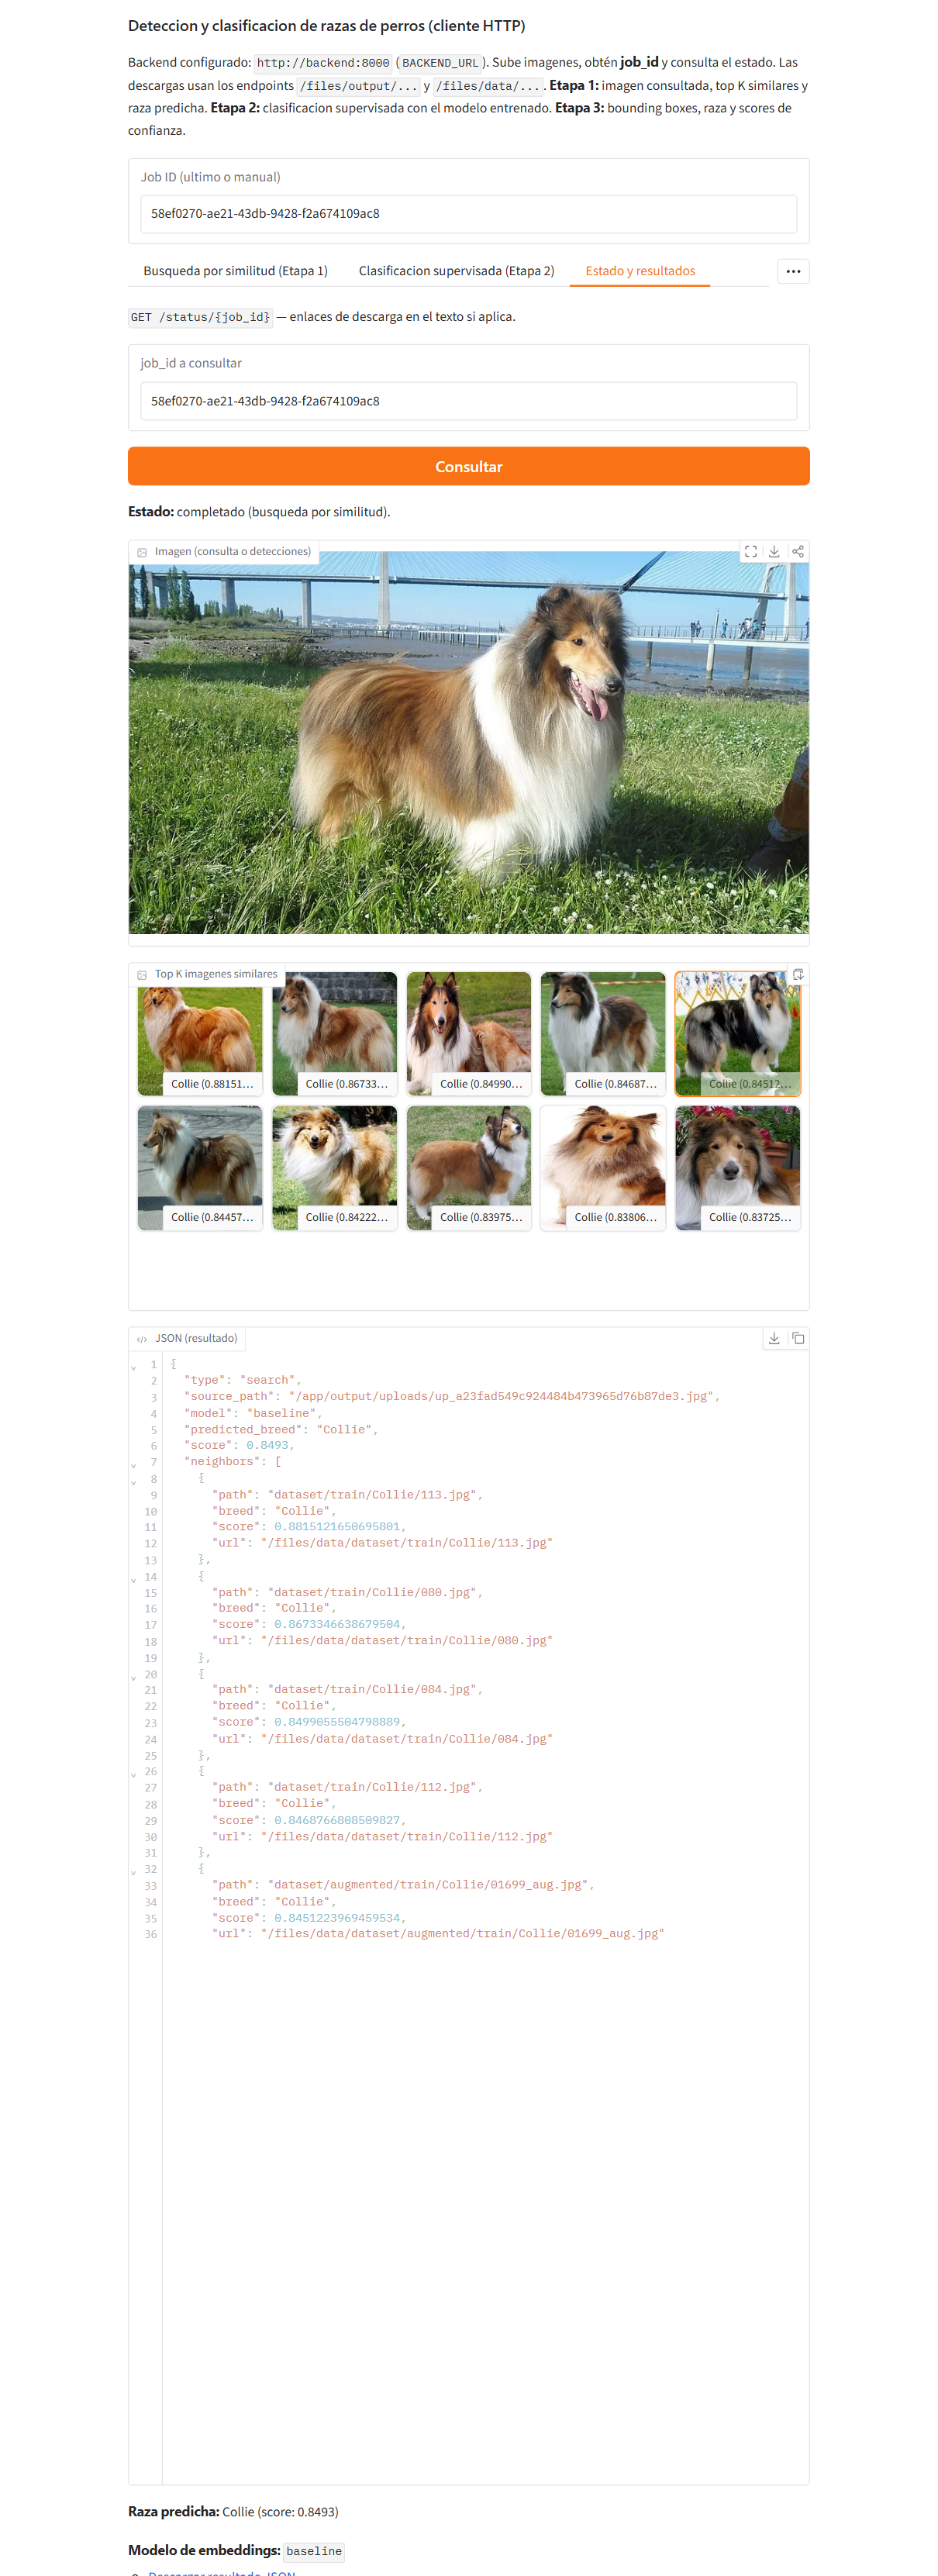 Deteccion y clasificacion de razas de perros (cliente HTTP)
Backend configurado: http://backend:8000 (BACKEND_URL). Sube imagenes, obtén job_id y consulta el estado. Las
descargas usan los endpoints /files/output/... y /files/data/.... Etapa 1: imagen consultada, top K similares y
raza predicha. Etapa 2: clasificacion supervisada con el modelo entrenado. Etapa 3: bounding boxes, raza y scores de
confianza.
Job ID (ultimo o manual)
58ef0270-ae21-43db-9428-f2a674109ac8
Busqueda por similitud (Etapa 1) Clasificacion supervisada (Etapa 2) Estado y resultados ...
GET /status/{job_id} — enlaces de descarga en el texto si aplica.
job_id a consultar
58ef0270-ae21-43db-9428-f2a674109ac8
Consultar
Estado: completado (busqueda por similitud).
Imagen (consulta o detecciones)
Top K imagenes similares
Collie (0.88151... Collie (0.86733... Collie (0.84990... Collie (0.84687... Collie (0.84512...
Collie (0.84457... Collie (0.84222... Collie (0.83975... Collie (0.83806... Collie (0.83725...
JSON (resultado)
1 {
2 "type": "search",
3 "source_path": "/app/output/uploads/up_a23fad549c924484b473965d76b87de3.jpg",
4 "model": "baseline",
5 "predicted_breed": "Collie",
6 "score": 0.8493,
7 "neighbors": [
8 {
9 "path": "dataset/train/Collie/113.jpg",
10 "breed": "Collie",
11 "score": 0.8815121650695801,
12 "url": "/files/data/dataset/train/Collie/113.jpg"
13 },
14 {
15 "path": "dataset/train/Collie/080.jpg",
16 "breed": "Collie",
17 "score": 0.8673346638679504,
18 "url": "/files/data/dataset/train/Collie/080.jpg"
19 },
20 {
21 "path": "dataset/train/Collie/084.jpg",
22 "breed": "Collie",
23 "score": 0.8499055504798889,
24 "url": "/files/data/dataset/train/Collie/084.jpg"
25 },
26 {
27 "path": "dataset/train/Collie/112.jpg",
28 "breed": "Collie",
29 "score": 0.8468766808509827,
30 "url": "/files/data/dataset/train/Collie/112.jpg"
31 },
32 {
33 "path": "dataset/augmented/train/Collie/01699_aug.jpg",
34 "breed": "Collie",
35 "score": 0.8451223969459534,
36 "url": "/files/data/dataset/augmented/train/Collie/01699_aug.jpg"
Raza predicha: Collie (score: 0.8493)
Modelo de embeddings: baseline
Descargar resultado JSON